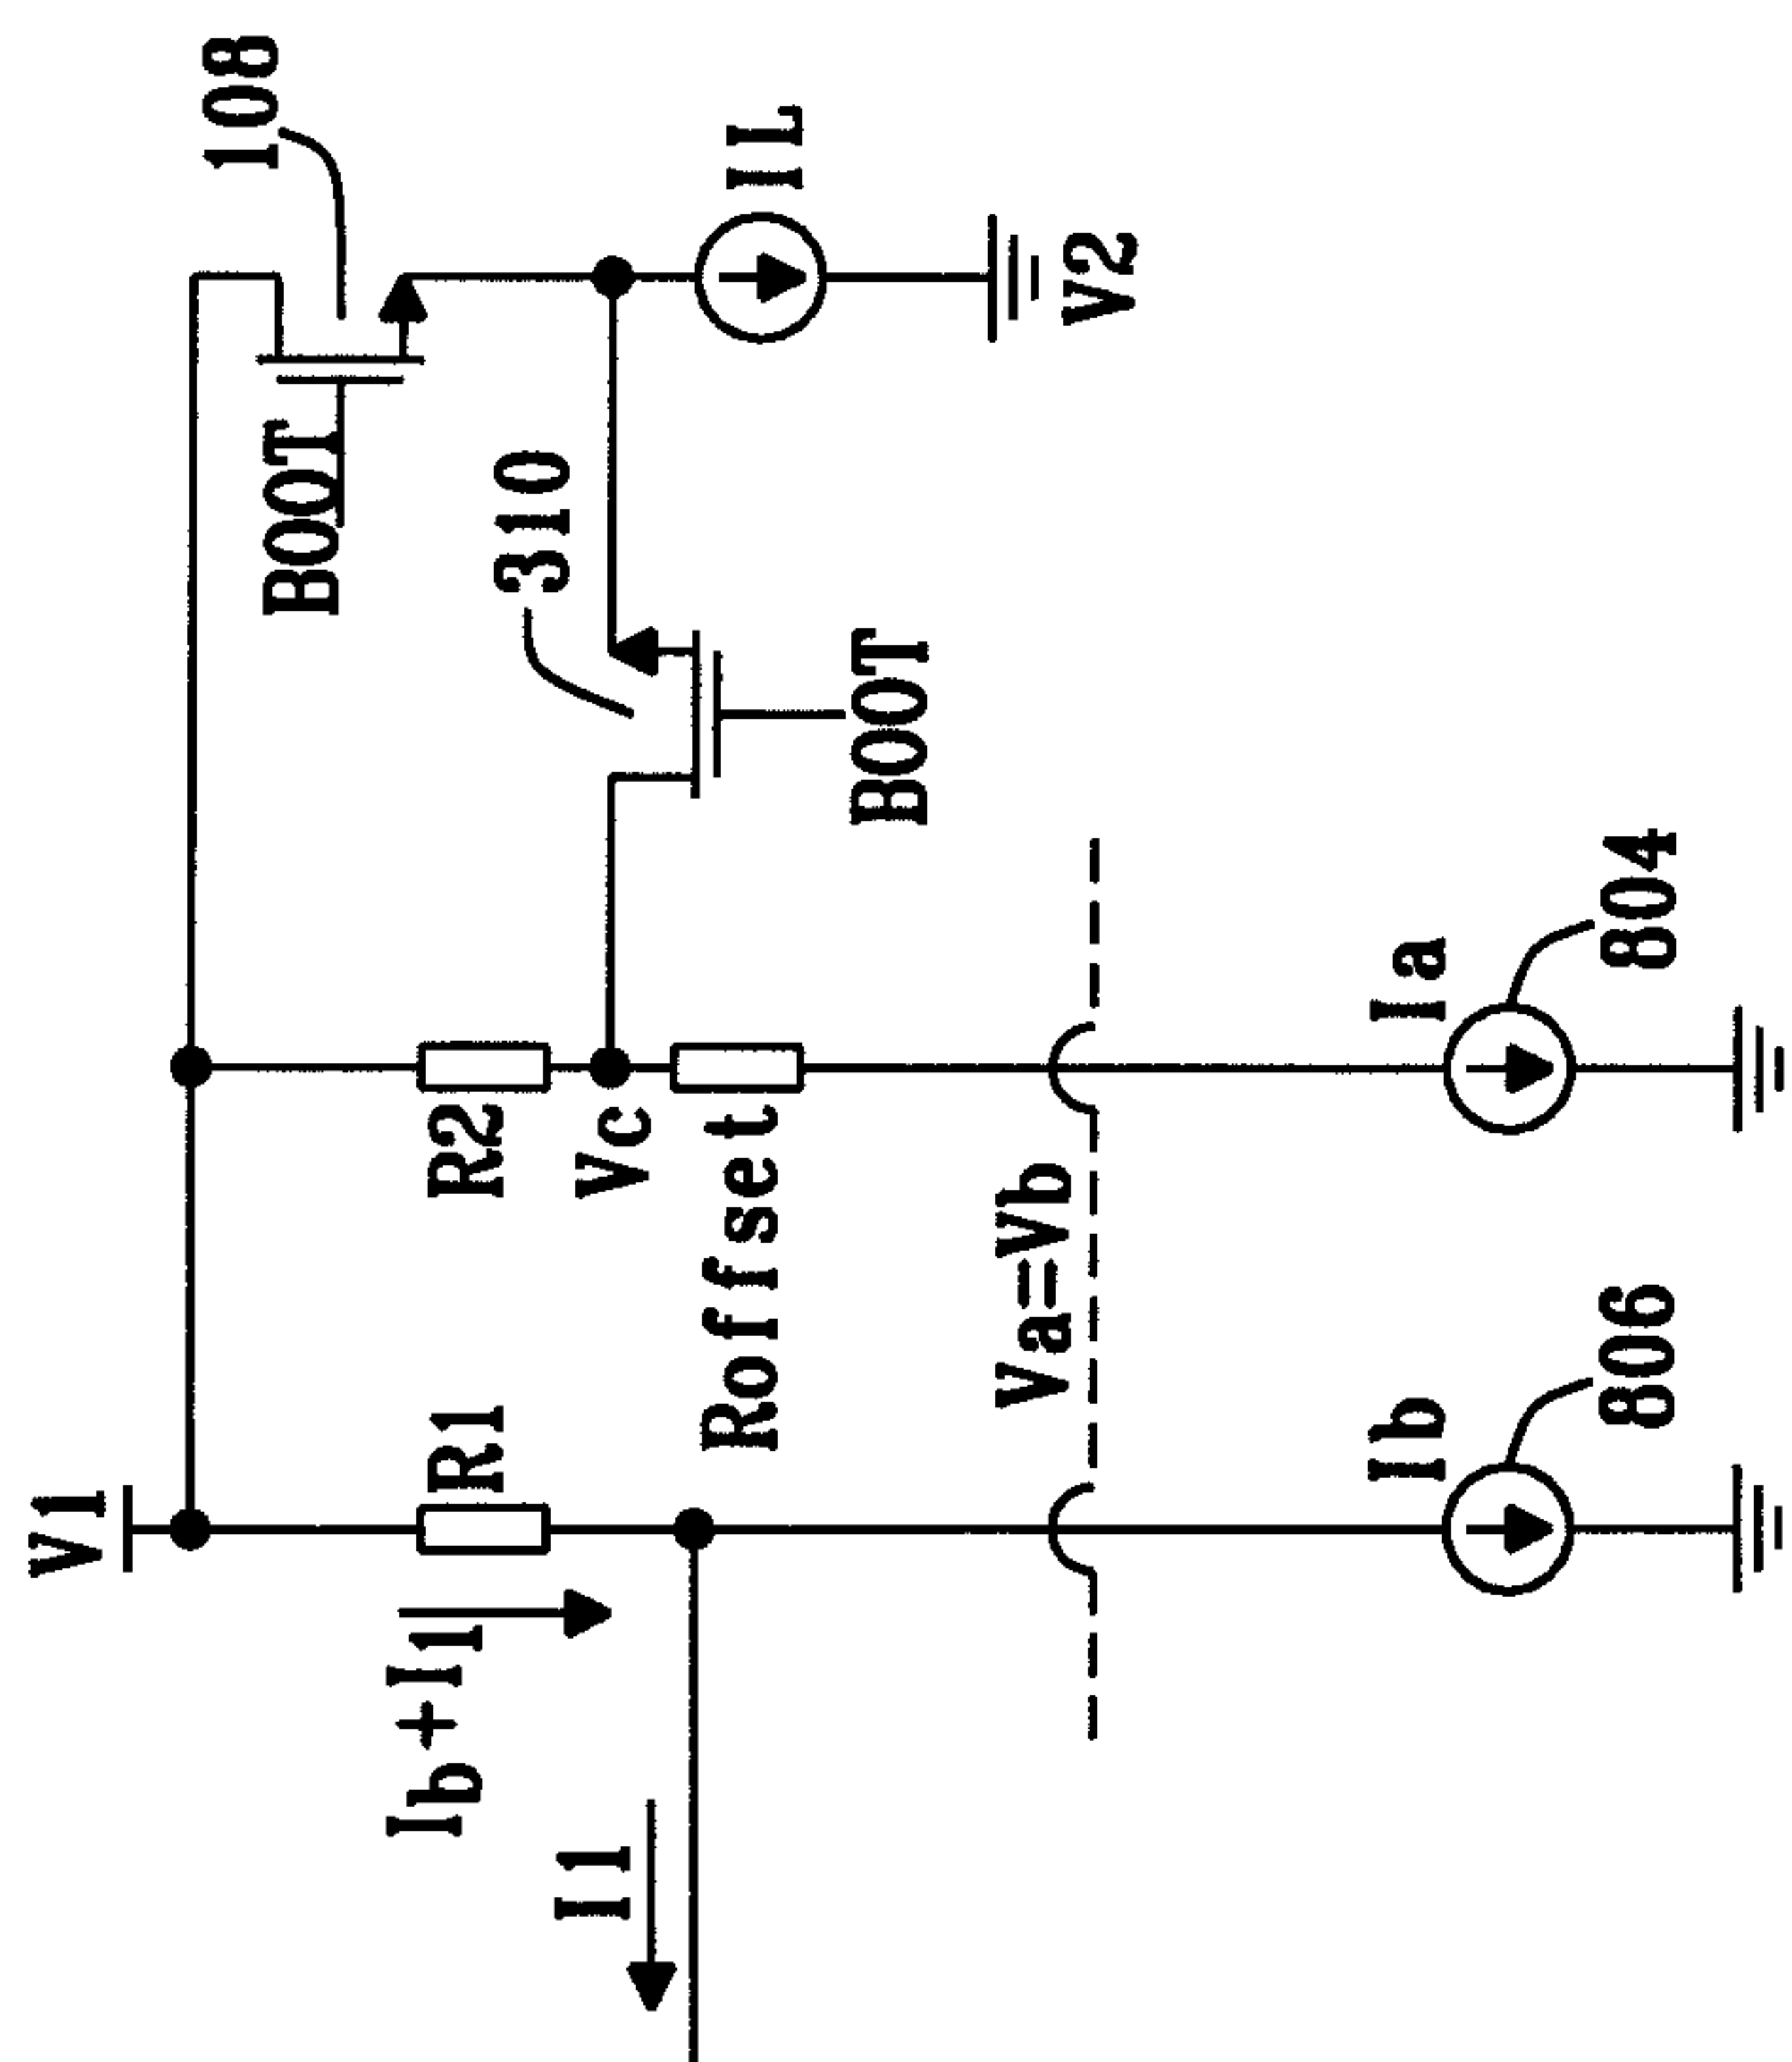 V1
Ib+I1
I1
R1
R2
Vc
Roffset
Va=Vb
Ib
806
Ia
804
310
BOOT
BOOT
108
IL
V2